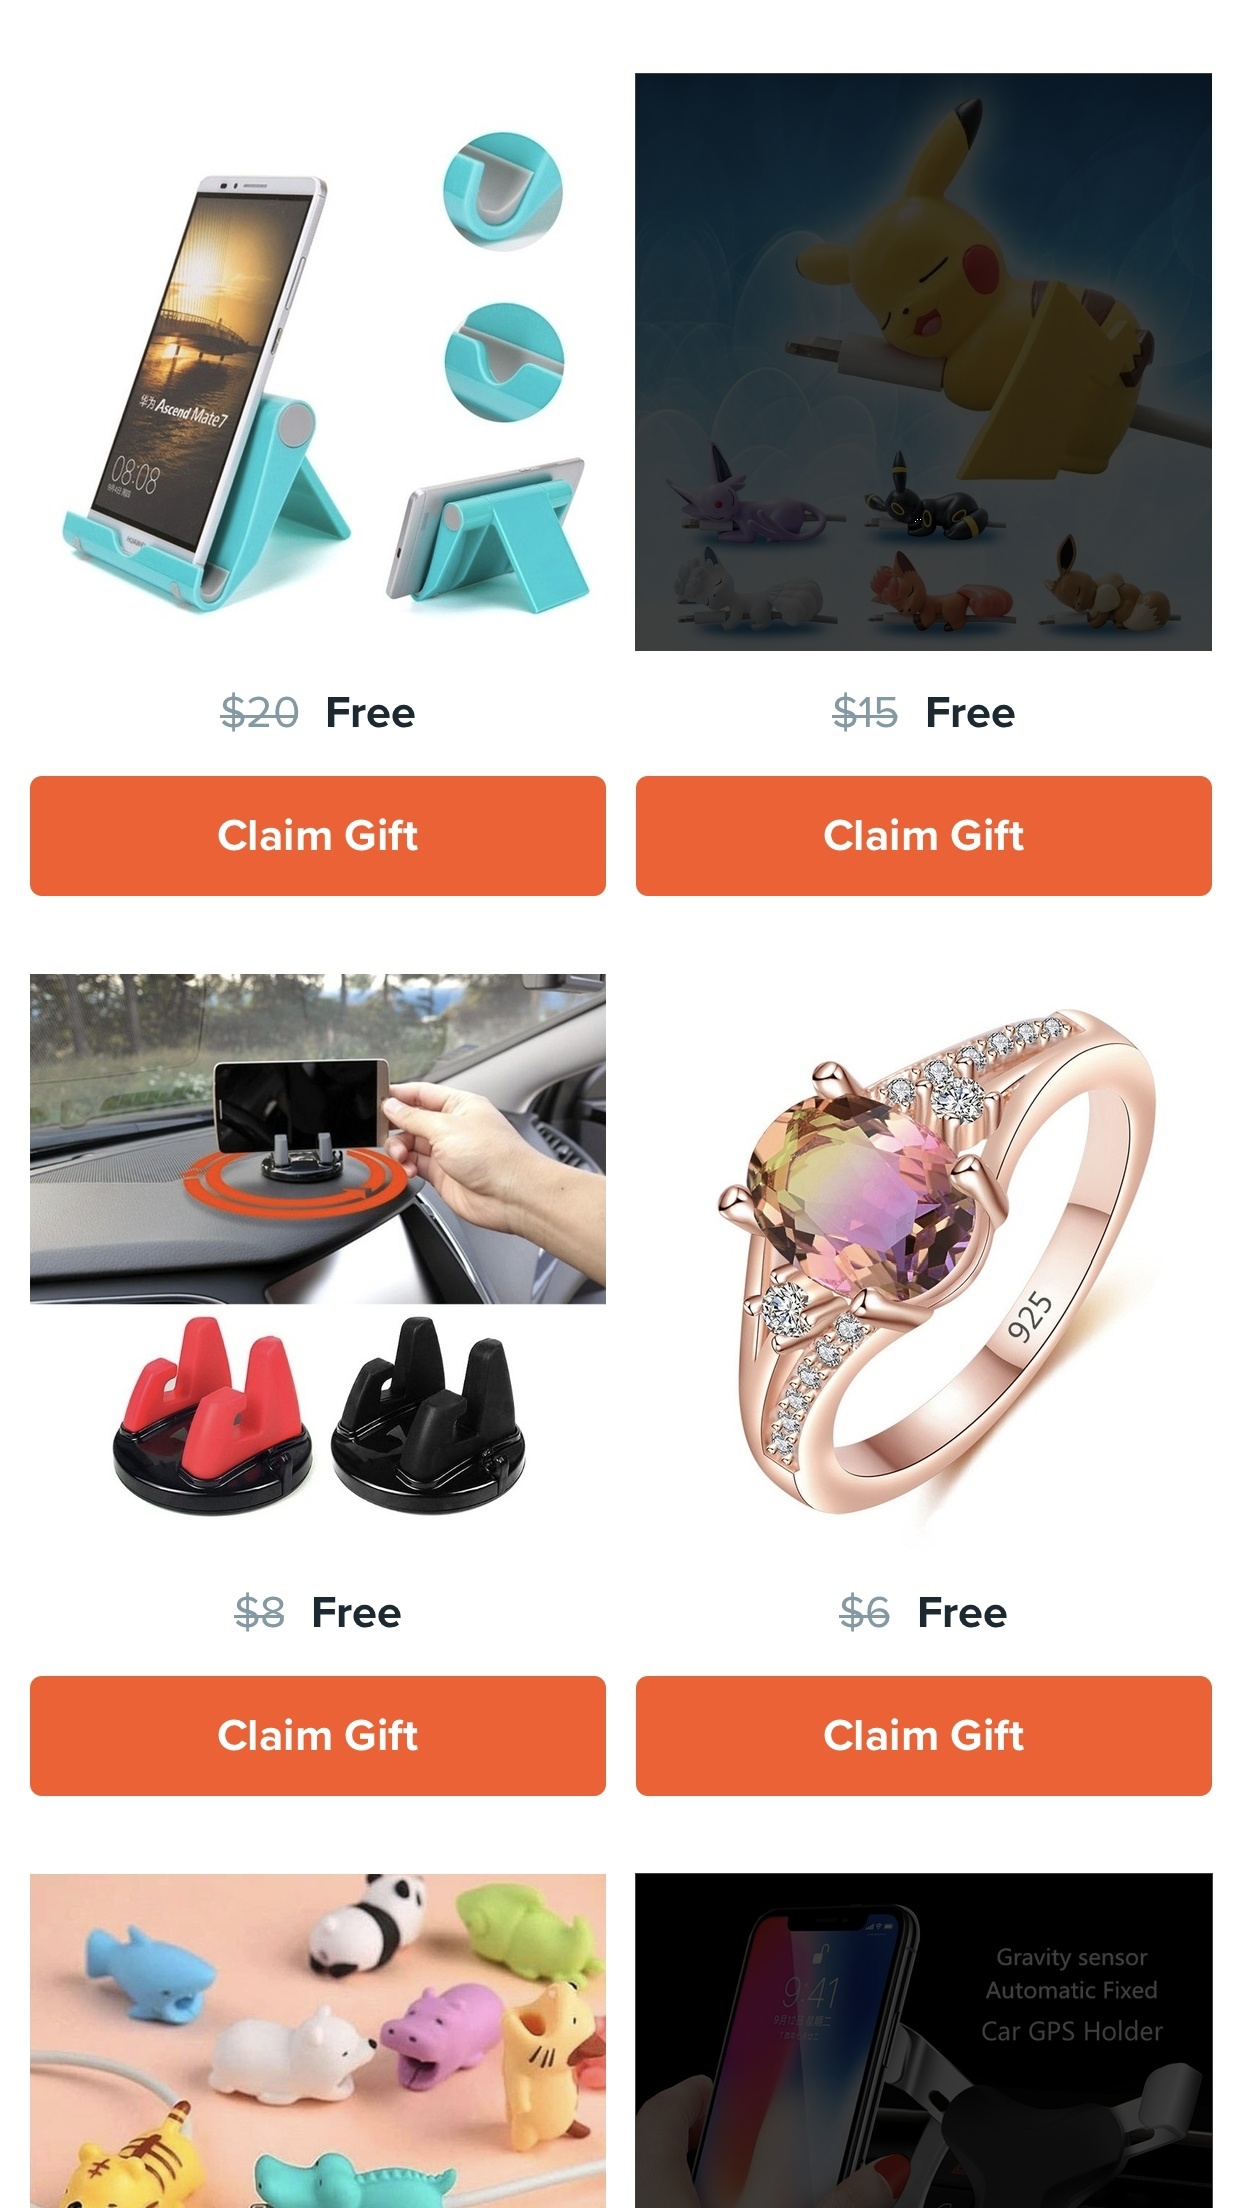 华为 Ascend Mate7
08:08
HUAWEI
$20 Free
$15 Free
Claim Gift
Claim Gift
925
$8 Free
$6 Free
Claim Gift
Claim Gift
9:41
Gravity sensor
Automatic Fixed
Car GPS Holder